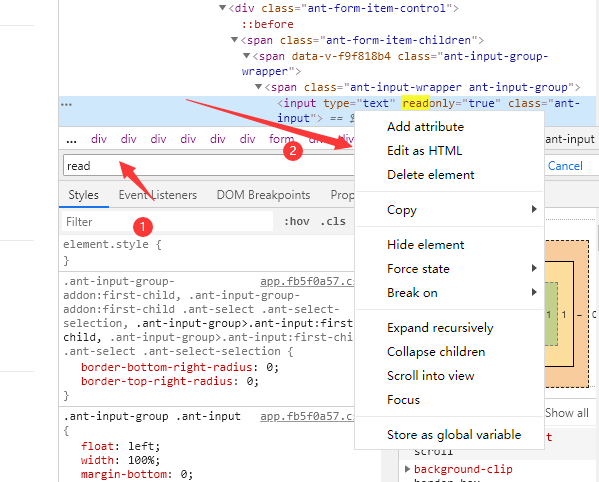 <div class="ant-form-item-control">
::before
<span class="ant-form-item-children">
<span data-v-f9f818b4 class="ant-input-group-
wrapper">
<span class="ant-input-wrapper ant-input-group">
... <input type="text" readonly="true" class="ant-
input"> == $
... div div div div div form div div ant-input
2
read Cancel
1
Styles Event Listeners DOM Breakpoints Prop
Filter :hov .cls
element.style {
}
.ant-input-group- app.fb5f0a57.c
addon:first-child, .ant-input-group-
addon:first-child .ant-select .ant-select-
selection, .ant-input-group>.ant-input:first
child, .ant-input-group>.ant-input:first-chi
.ant-select .ant-select-selection {
border-bottom-right-radius: 0;
border-top-right-radius: 0;
}
.ant-input-group .ant-input app.fb5f0a57.c
{
float: left;
width: 100%;
margin-bottom: 0;
Add attribute
Edit as HTML
Delete element
Copy
Hide element
Force state
Break on
Expand recursively
Collapse children
Scroll into view
Focus
Store as global variable
1 1 –
Show all
scroll
background-clip